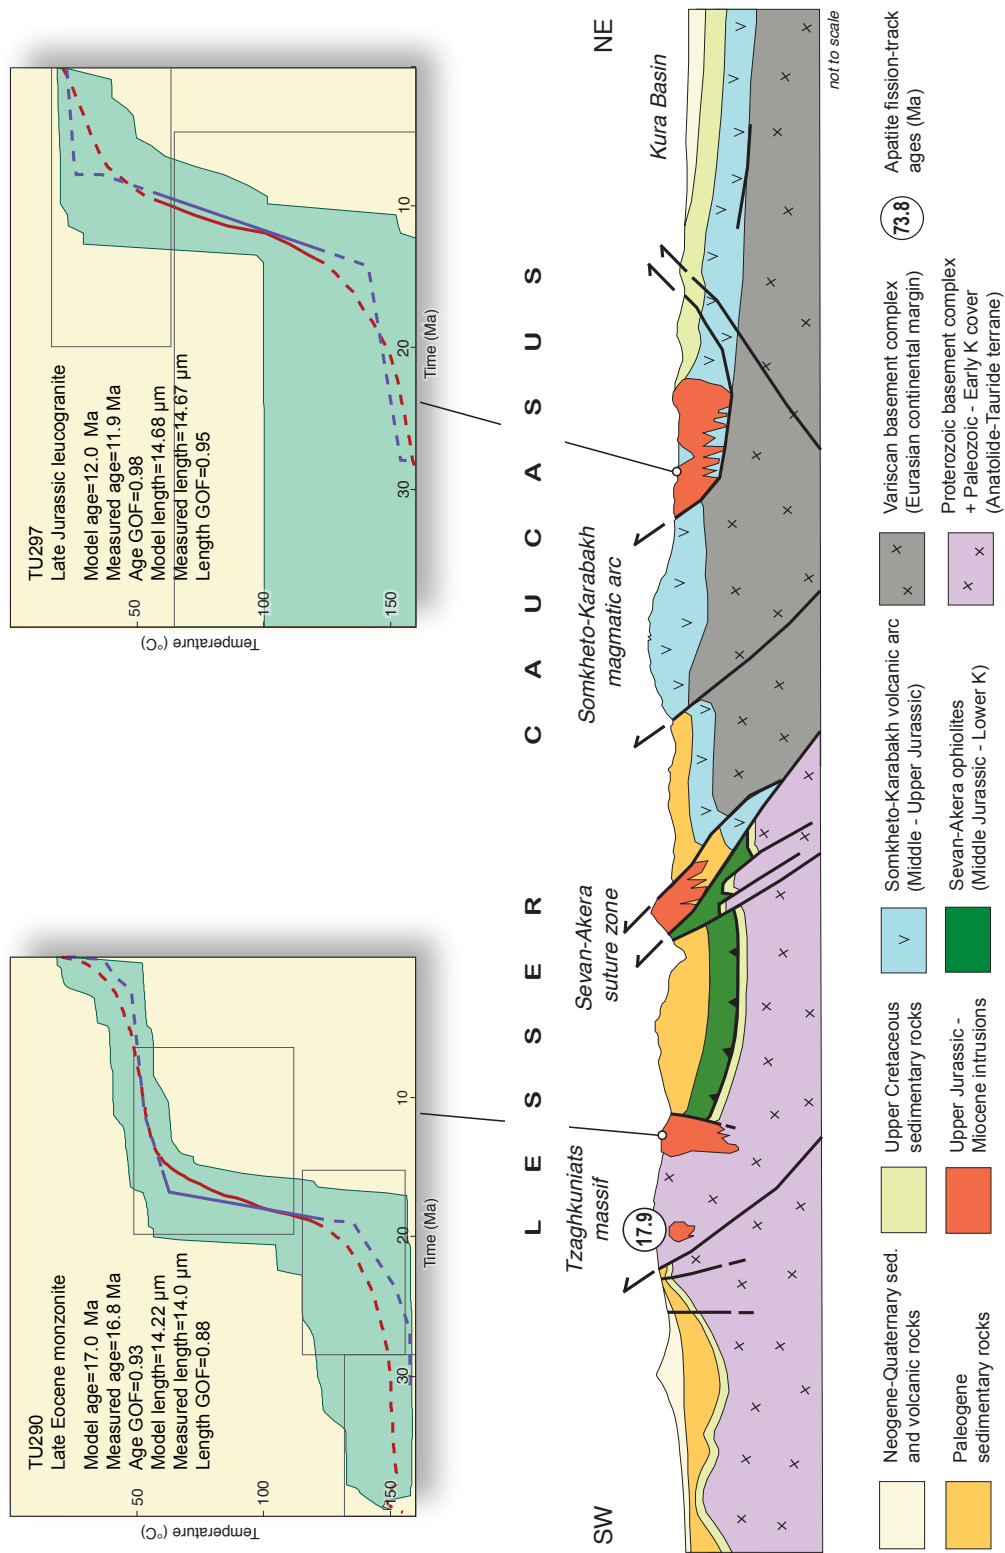 TU290
Late Eocene monzonite
Model age=17.0 Ma
Measured age=16.8 Ma
Age GOF=0.93
Model length=14.22 µm
Measured length=14.0 µm
Length GOF=0.88
50
100
150
Temperature (°C)
30
20
10
Time (Ma)
TU297
Late Jurassic leucogranite
Model age=12.0 Ma
Measured age=11.9 Ma
Age GOF=0.98
Model length=14.68 µm
Measured length=14.67 µm
Length GOF=0.95
50
100
150
Temperature (°C)
30
20
10
Time (Ma)
LESSER CAUCASUS
SW
Tzaghkuniats
massif
Sevan-Akera
suture zone
Somkheto-Karabakh
magmatic arc
Kura Basin
NE
17.9
not to scale
Neogene-Quaternary sed.
and volcanic rocks
Upper Cretaceous
sedimentary rocks
Somkheto-Karabakh volcanic arc
(Middle - Upper Jurassic)
Variscan basement complex
(Eurasian continental margin)
73.8
Apatite fission-track
ages (Ma)
Paleogene
sedimentary rocks
Upper Jurassic -
Miocene intrusions
Sevan-Akera ophiolites
(Middle Jurassic - Lower K)
Proterozoic basement complex
+ Paleozoic - Early K cover
(Anatolide-Tauride terrane)